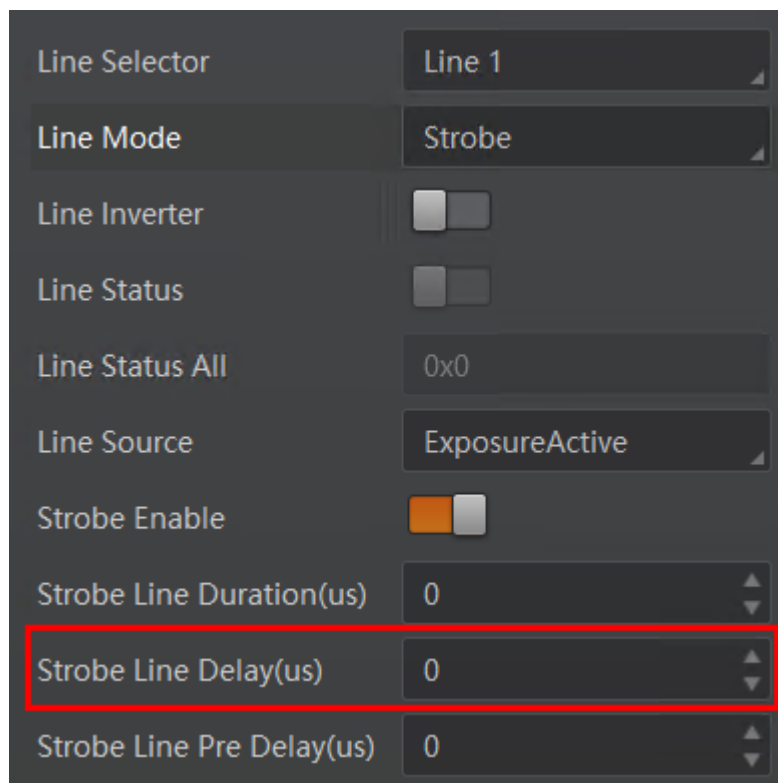 Line Selector Line 1
Line Mode Strobe
Line Inverter
Line Status
Line Status All 0x0
Line Source ExposureActive
Strobe Enable
Strobe Line Duration(us) 0
Strobe Line Delay(us) 0
Strobe Line Pre Delay(us) 0